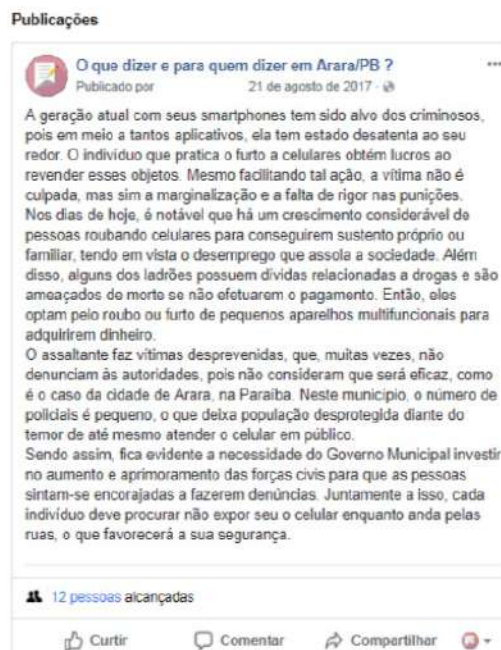 Publicações
O que dizer e para quem dizer em Arara/PB ?
Publicado por 21 de agosto de 2017 ·
A geração atual com seus smartphones tem sido alvo dos criminosos,
pois em meio a tantos aplicativos, ela tem estado desatenta ao seu
redor. O indivíduo que pratica o furto a celulares obtém lucros ao
revender esses objetos. Mesmo facilitando tal ação, a vítima não é
culpada, mas sim a marginalização e a falta de rigor nas punições.
Nos dias de hoje, é notável que há um crescimento considerável de
pessoas roubando celulares para conseguirem sustento próprio ou
familiar, tendo em vista o desemprego que assola a sociedade. Além
disso, alguns dos ladrões possuem dívidas relacionadas a drogas e são
ameaçados de morte se não efetuarem o pagamento. Então, eles
optam pelo roubo ou furto de pequenos aparelhos multifuncionais para
adquirirem dinheiro.
O assaltante faz vítimas desprevenidas, que, muitas vezes, não
denunciam às autoridades, pois não consideram que será eficaz, como
é o caso da cidade de Arara, na Paraíba. Neste município, o número de
policiais é pequeno, o que deixa população desprotegida diante do
temor de até mesmo atender o celular em público.
Sendo assim, fica evidente a necessidade do Governo Municipal investir
no aumento e aprimoramento das forças civis para que as pessoas
sintam-se encorajadas a fazerem denúncias. Juntamente a isso, cada
indivíduo deve procurar não expor seu o celular enquanto anda pelas
ruas, o que favorecerá a sua segurança.
12 pessoas alcançadas
Curtir Comentar Compartilhar